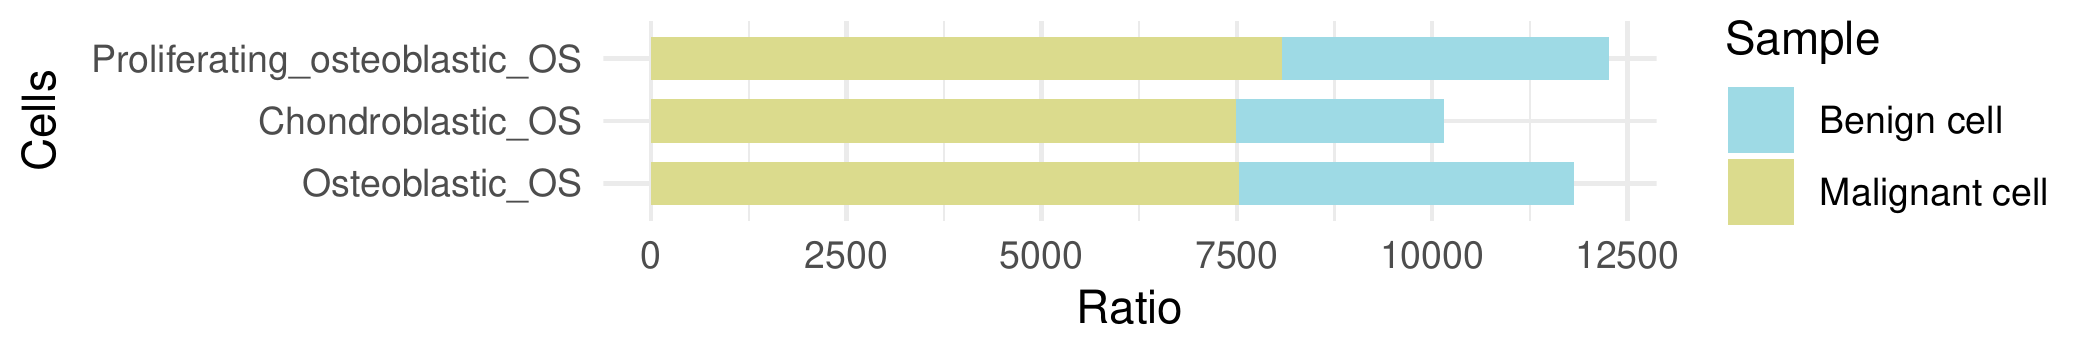 Cells
Proliferating_osteoblastic_OS
Chondroblastic_OS
Osteoblastic_OS
0 2500 5000 7500 10000 12500
Ratio
Sample
Benign cell
Malignant cell